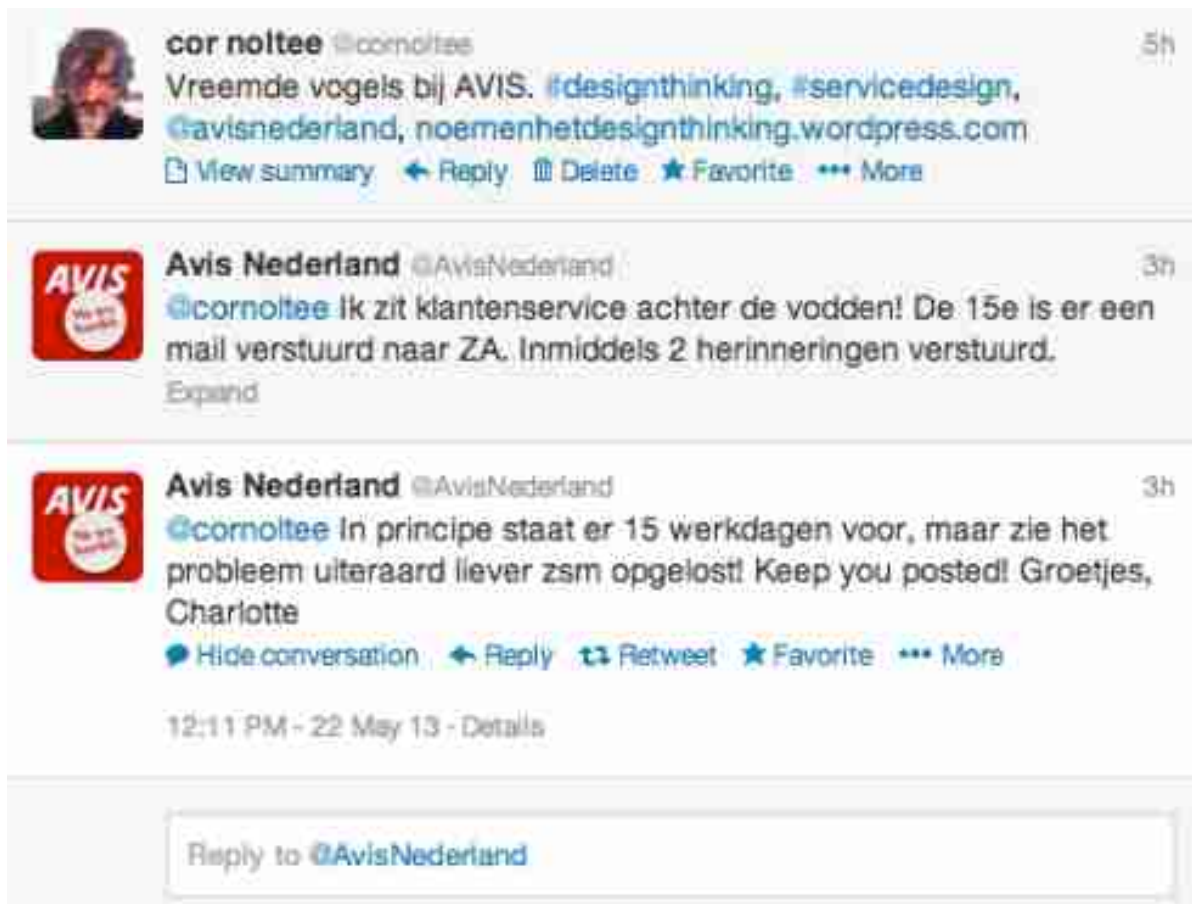 cor noltee @cornoltee 5h
Vreemde vogels bij AVIS. #designthinking, #servicedesign,
@avisnederland, noemenhetdesignthinking.wordpress.com
View summary Reply Delete Favorite ••• More
AVIS
Avis Nederland @AvisNederland 3h
@cornoltee Ik zit klantenservice achter de vodden! De 15e is er een
mail verstuurd naar ZA. Inmiddels 2 herinneringen verstuurd.
Expand
AVIS
Avis Nederland @AvisNederland 3h
@cornoltee In principe staat er 15 werkdagen voor, maar zie het
probleem uiteraard liever zsm opgelost! Keep you posted! Groetjes,
Charlotte
Hide conversation Reply Retweet Favorite ••• More
12:11 PM - 22 May 13 - Details
Reply to @AvisNederland